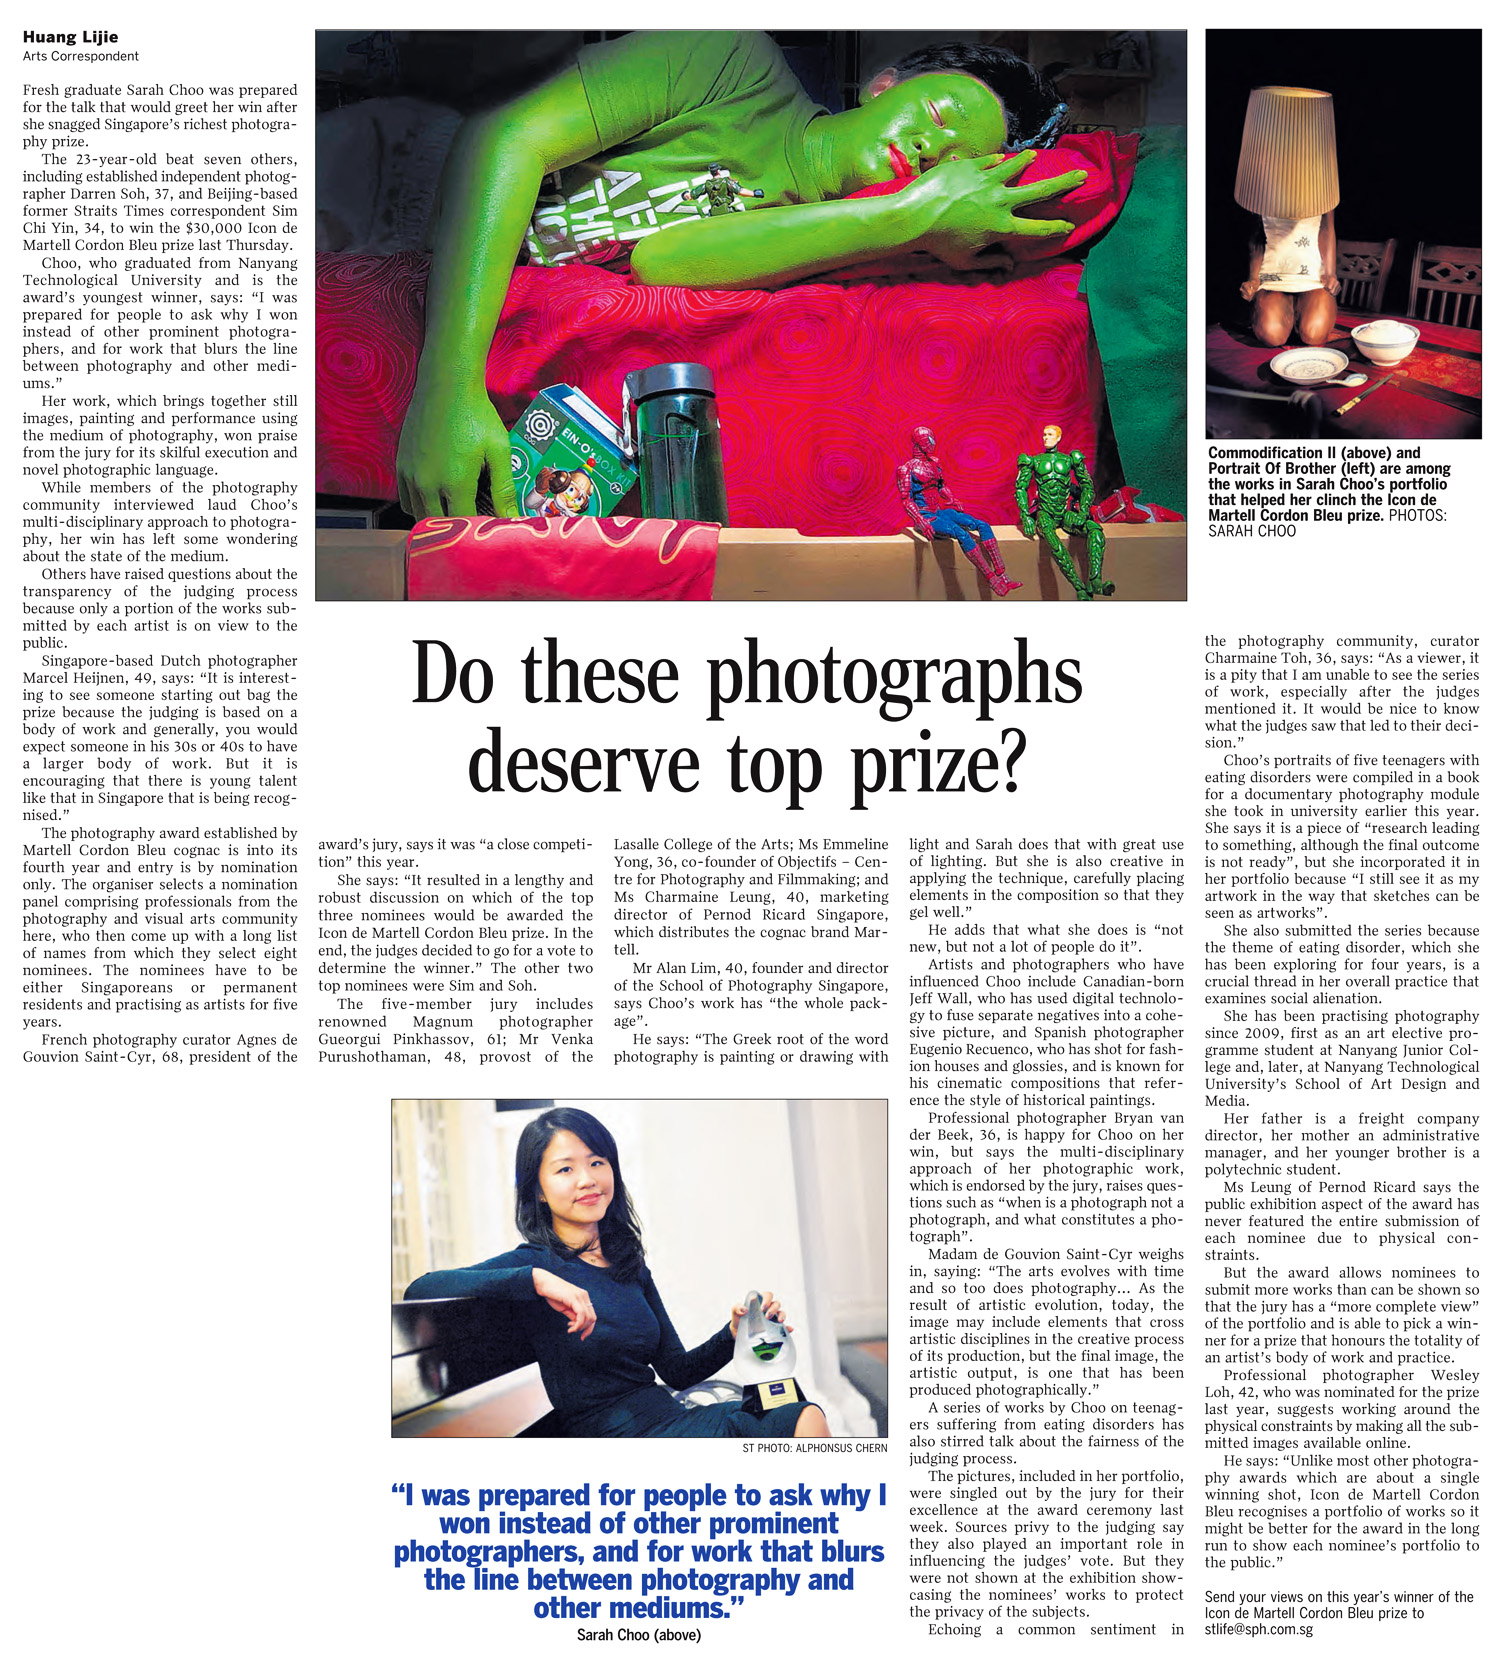 Huang Lijie
Arts Correspondent
Fresh graduate Sarah Choo was prepared
for the talk that would greet her win after
she snagged Singapore's richest photogra-
phy prize.
The 23-year-old beat seven others,
including established independent photog-
rapher Darren Soh, 37, and Beijing-based
former Straits Times correspondent Sim
Chi Yin, 34, to win the $30,000 Icon de
Martell Cordon Bleu prize last Thursday.
Choo, who graduated from Nanyang
Technological University and is the
award's youngest winner, says: “I was
prepared for people to ask why I won
instead of other prominent photogra-
phers, and for work that blurs the line
between photography and other medi-
ums.”
Her work, which brings together still
images, painting and performance using
the medium of photography, won praise
from the jury for its skilful execution and
novel photographic language.
While members of the photography
community interviewed laud Choo's
multi-disciplinary approach to photogra-
phy, her win has left some wondering
about the state of the medium.
Others have raised questions about the
transparency of the judging process
because only a portion of the works sub-
mitted by each artist is on view to the
public.
Singapore-based Dutch photographer
Marcel Heijnen, 49, says: “It is interest-
ing to see someone starting out bag the
prize because the judging is based on a
body of work and generally, you would
expect someone in his 30s or 40s to have
a larger body of work. But it is
encouraging that there is young talent
like that in Singapore that is being recog-
nised.”
The photography award established by
Martell Cordon Bleu cognac is into its
fourth year and entry is by nomination
only. The organiser selects a nomination
panel comprising professionals from the
photography and visual arts community
here, who then come up with a long list
of names from which they select eight
nominees. The nominees have to be
either Singaporeans or permanent
residents and practising as artists for five
years.
French photography curator Agnes de
Gouvion Saint-Cyr, 68, president of the
EIN-O'S BOX
Commodification II (above) and
Portrait Of Brother (left) are among
the works in Sarah Choo's portfolio
that helped her clinch the Icon de
Martell Cordon Bleu prize. PHOTOS:
SARAH CHOO
Do these photographs
deserve top prize?
award's jury, says it was “a close competi-
tion” this year.
She says: “It resulted in a lengthy and
robust discussion on which of the top
three nominees would be awarded the
Icon de Martell Cordon Bleu prize. In the
end, the judges decided to go for a vote to
determine the winner.” The other two
top nominees were Sim and Soh.
The five-member jury includes
renowned Magnum photographer
Gueorgui Pinkhassov, 61; Mr Venka
Purushothaman, 48, provost of the
Lasalle College of the Arts; Ms Emmeline
Yong, 36, co-founder of Objectifs – Cen-
tre for Photography and Filmmaking; and
Ms Charmaine Leung, 40, marketing
director of Pernod Ricard Singapore,
which distributes the cognac brand Mar-
tell.
Mr Alan Lim, 40, founder and director
of the School of Photography Singapore,
says Choo's work has “the whole pack-
age”.
He says: “The Greek root of the word
photography is painting or drawing with
light and Sarah does that with great use
of lighting. But she is also creative in
applying the technique, carefully placing
elements in the composition so that they
gel well.”
He adds that what she does is “not
new, but not a lot of people do it”.
Artists and photographers who have
influenced Choo include Canadian-born
Jeff Wall, who has used digital technolo-
gy to fuse separate negatives into a cohe-
sive picture, and Spanish photographer
Eugenio Recuenco, who has shot for fash-
ion houses and glossies, and is known for
his cinematic compositions that refer-
ence the style of historical paintings.
Professional photographer Bryan van
der Beek, 36, is happy for Choo on her
win, but says the multi-disciplinary
approach of her photographic work,
which is endorsed by the jury, raises ques-
tions such as “when is a photograph not a
photograph, and what constitutes a pho-
tograph”.
Madam de Gouvion Saint-Cyr weighs
in, saying: “The arts evolves with time
and so too does photography... As the
result of artistic evolution, today, the
image may include elements that cross
artistic disciplines in the creative process
of its production, but the final image, the
artistic output, is one that has been
produced photographically.”
A series of works by Choo on teenag-
ers suffering from eating disorders has
also stirred talk about the fairness of the
judging process.
The pictures, included in her portfolio,
were singled out by the jury for their
excellence at the award ceremony last
week. Sources privy to the judging say
they also played an important role in
influencing the judges' vote. But they
were not shown at the exhibition show-
casing the nominees' works to protect
the privacy of the subjects.
Echoing a common sentiment in
the photography community, curator
Charmaine Toh, 36, says: “As a viewer, it
is a pity that I am unable to see the series
of work, especially after the judges
mentioned it. It would be nice to know
what the judges saw that led to their deci-
sion.”
Choo's portraits of five teenagers with
eating disorders were compiled in a book
for a documentary photography module
she took in university earlier this year.
She says it is a piece of “research leading
to something, although the final outcome
is not ready”, but she incorporated it in
her portfolio because “I still see it as my
artwork in the way that sketches can be
seen as artworks”.
She also submitted the series because
the theme of eating disorder, which she
has been exploring for four years, is a
crucial thread in her overall practice that
examines social alienation.
She has been practising photography
since 2009, first as an art elective pro-
gramme student at Nanyang Junior Col-
lege and, later, at Nanyang Technological
University's School of Art Design and
Media.
Her father is a freight company
director, her mother an administrative
manager, and her younger brother is a
polytechnic student.
Ms Leung of Pernod Ricard says the
public exhibition aspect of the award has
never featured the entire submission of
each nominee due to physical con-
straints.
But the award allows nominees to
submit more works than can be shown so
that the jury has a “more complete view”
of the portfolio and is able to pick a win-
ner for a prize that honours the totality of
an artist's body of work and practice.
Professional photographer Wesley
Loh, 42, who was nominated for the prize
last year, suggests working around the
physical constraints by making all the sub-
mitted images available online.
He says: “Unlike most other photogra-
phy awards which are about a single
winning shot, Icon de Martell Cordon
Bleu recognises a portfolio of works so it
might be better for the award in the long
run to show each nominee's portfolio to
the public.”
Send your views on this year's winner of the
Icon de Martell Cordon Bleu prize to
stlife@sph.com.sg
ST PHOTO: ALPHONSUS CHERN
“I was prepared for people to ask why I
won instead of other prominent
photographers, and for work that blurs
the line between photography and
other mediums.”
Sarah Choo (above)